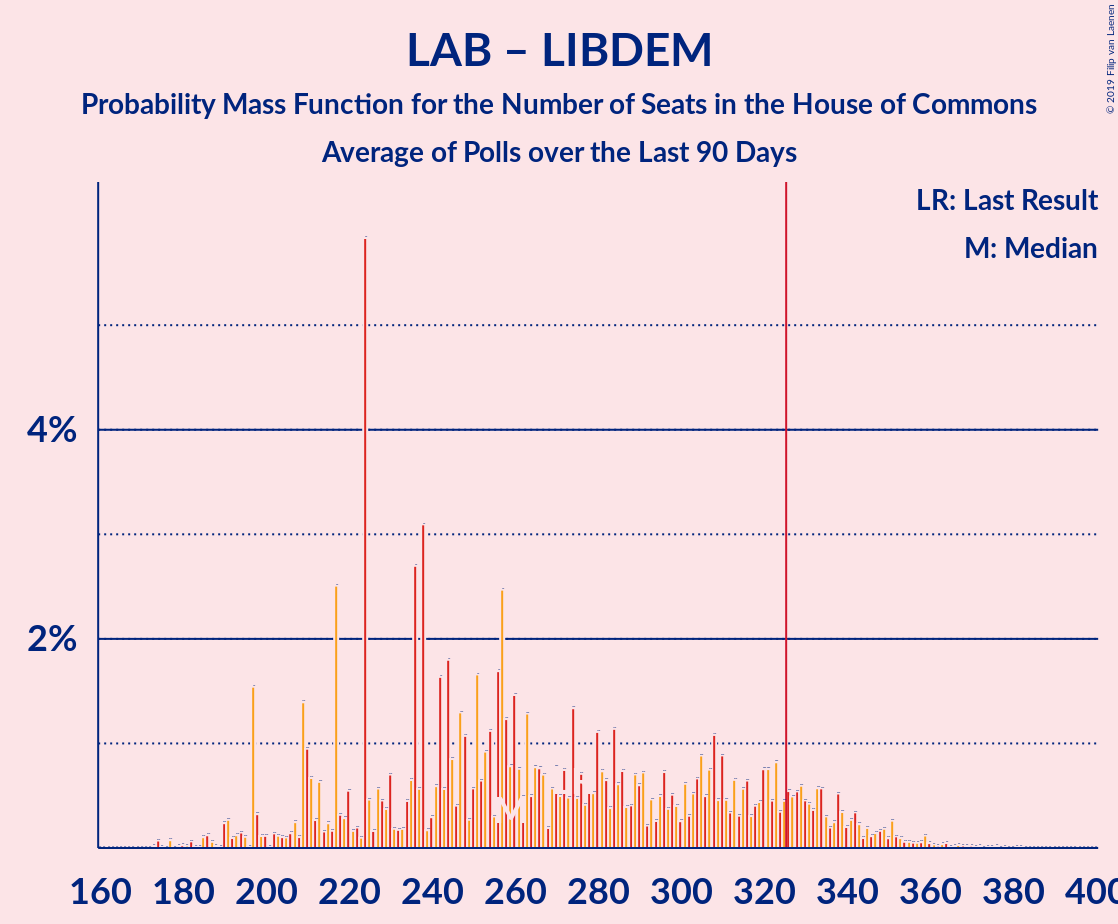 LAB – LIBDEM
Probability Mass Function for the Number of Seats in the House of Commons
Average of Polls over the Last 90 Days
© 2019 Filip van Laenen
LR: Last Result
M: Median
4%
2%
M
160 180 200 220 240 260 280 300 320 340 360 380 400